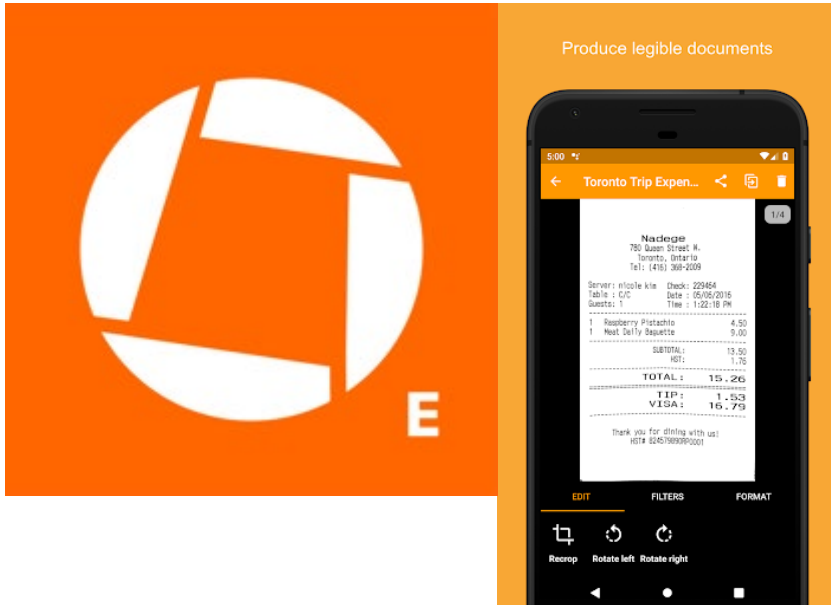 E
Produce legible documents
5:00
Toronto Trip Expen...
1/4
Nadege
780 Queen Street W.
Toronto, Ontario
Tel: (416) 368-2009
Server: nicole kim Check: 229454
Table : C/C Date : 05/06/2016
Guests: 1 Time : 1:22:18 PM
1 Raspberry Pistachio 4.50
1 Meat Daily Baguette 9.00
SUBTOTAL: 13.50
HST: 1.76
TOTAL: 15.26
TIP: 1.53
VISA: 16.79
Thank you for dining with us!
HST# 824579890RP0001
EDIT FILTERS FORMAT
Recrop Rotate left Rotate right